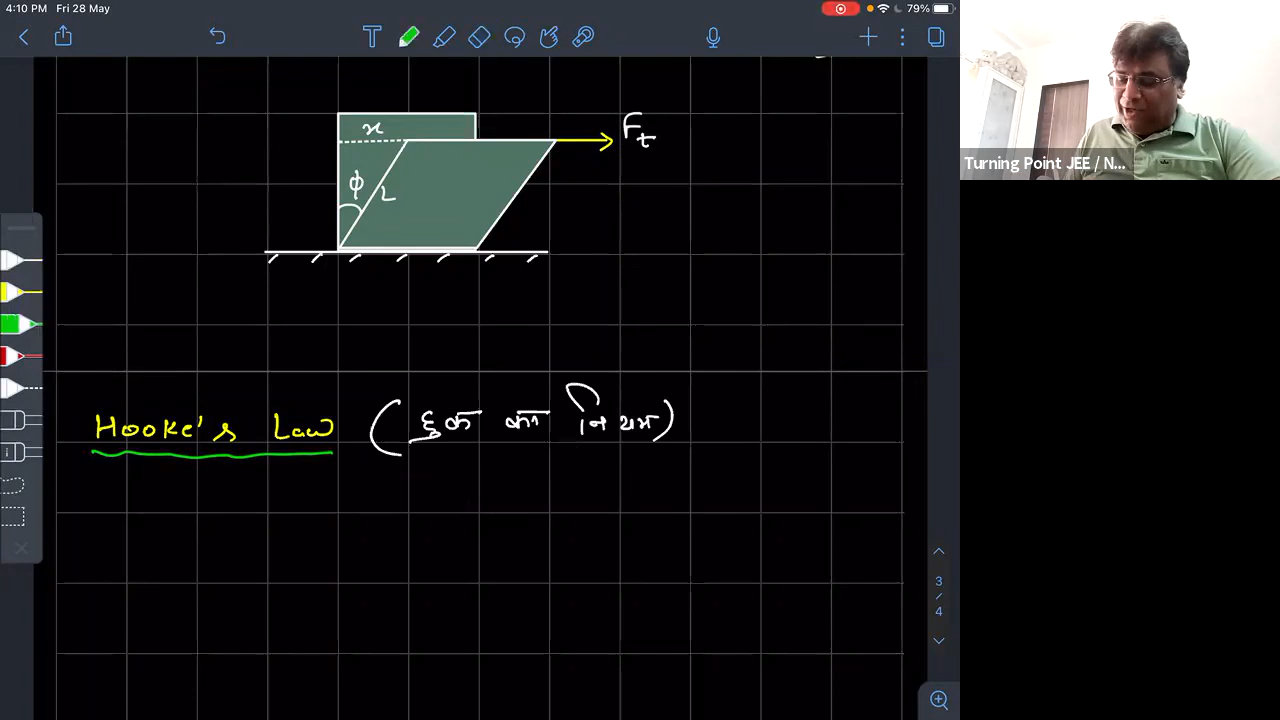 4:10 PM Fri 28 May
79%
T
x
Ft
ϕ
L
Hooke's Law (हुक का नियम)
3
/
4
Turning Point JEE / N...